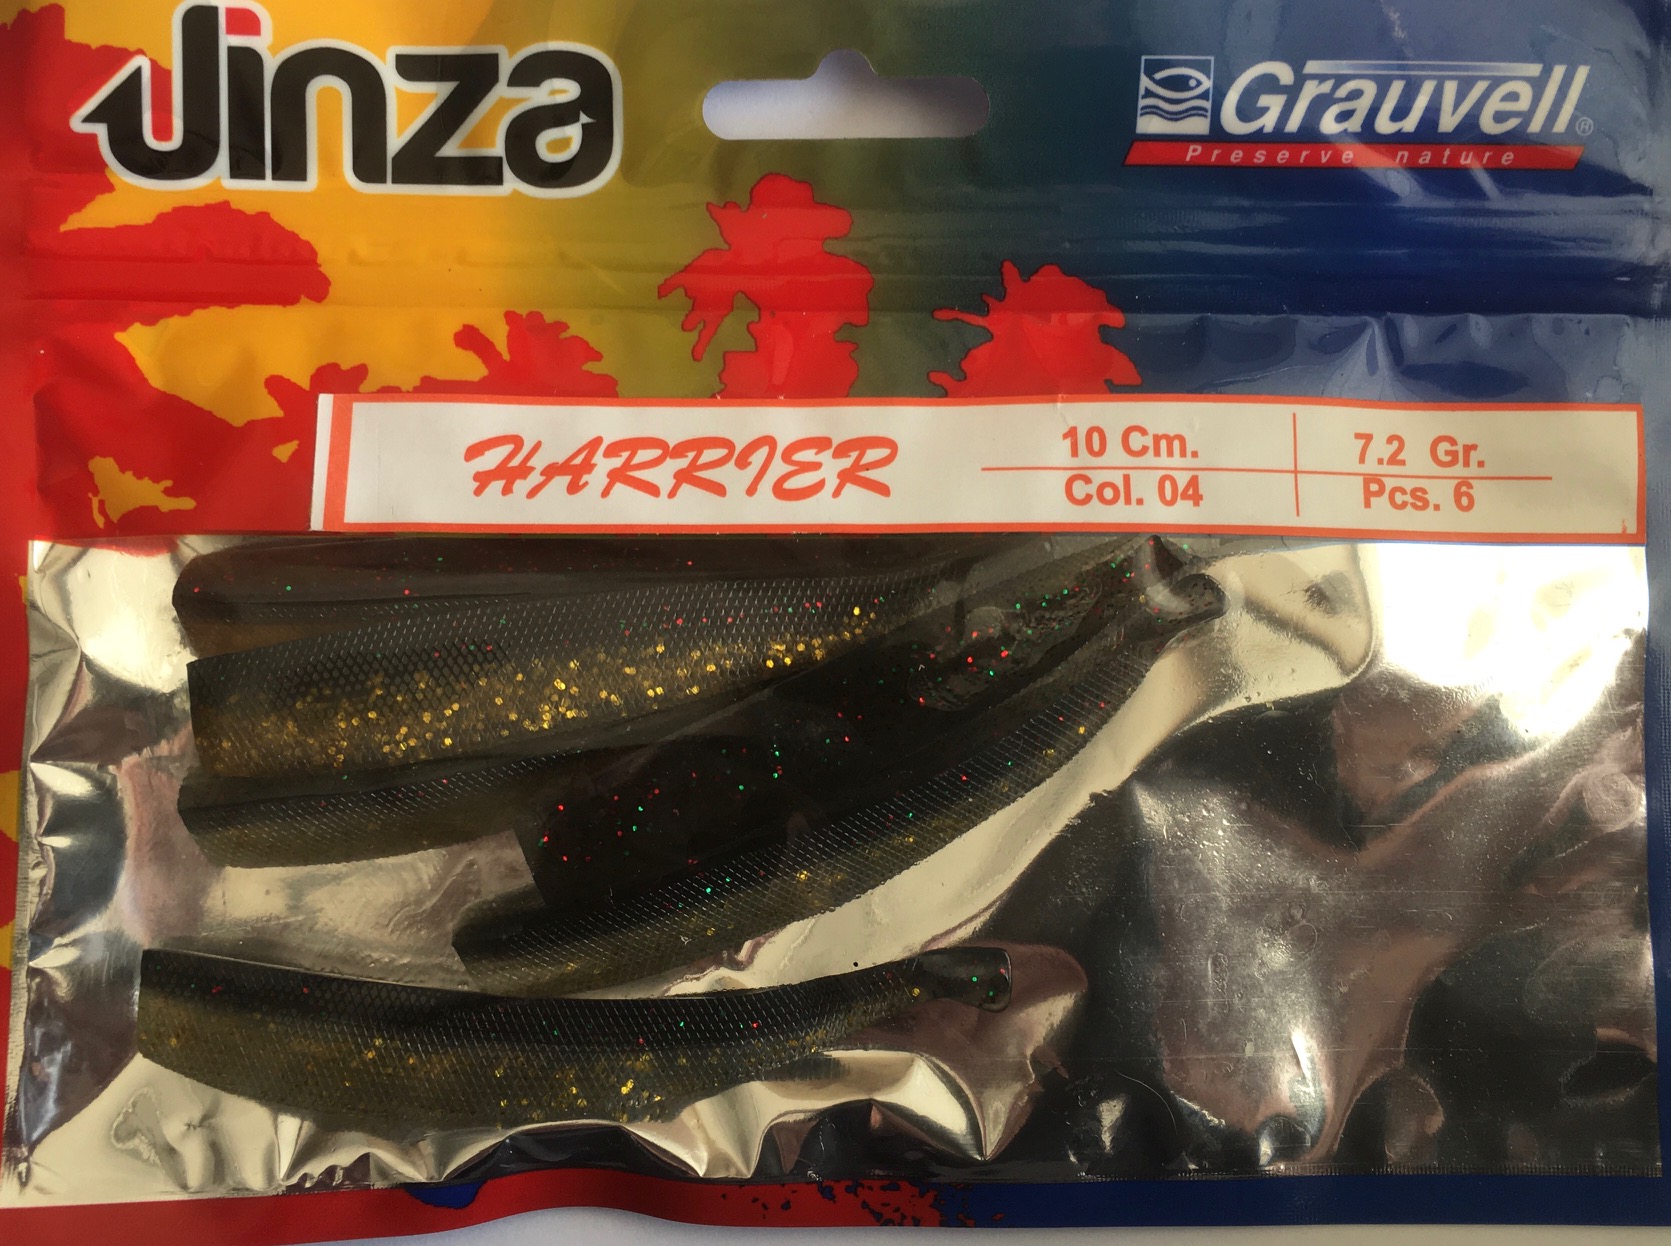 Jinza
Grauvell®
Preserve nature
HARRIER
10 Cm.
7.2 Gr.
Col. 04
Pcs. 6